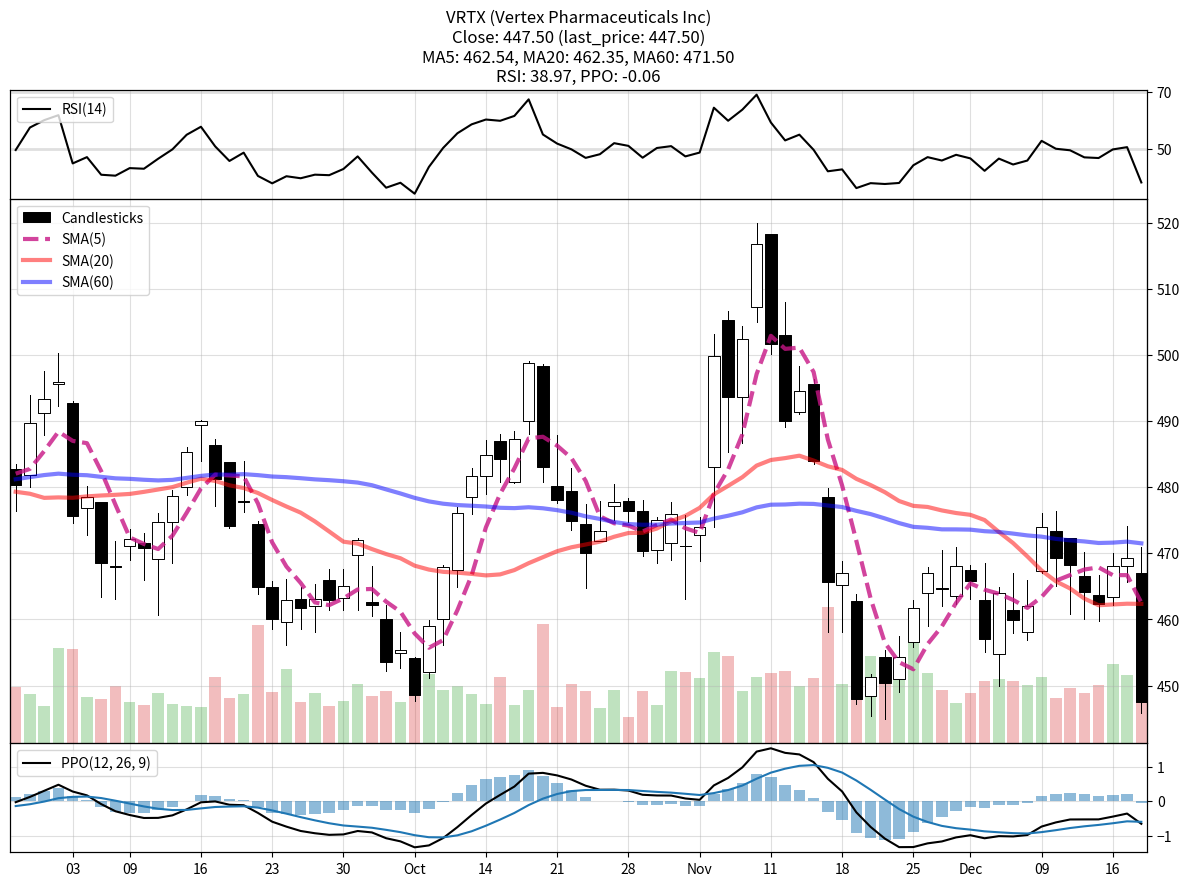 VRTX (Vertex Pharmaceuticals Inc)
Close: 447.50 (last_price: 447.50)
MA5: 462.54, MA20: 462.35, MA60: 471.50
RSI: 38.97, PPO: -0.06
RSI(14)
70
50
Candlesticks
SMA(5)
SMA(20)
SMA(60)
520
510
500
490
480
470
460
450
PPO(12, 26, 9)
1
0
−1
03 09 16 23 30 Oct 14 21 28 Nov 11 18 25 Dec 09 16